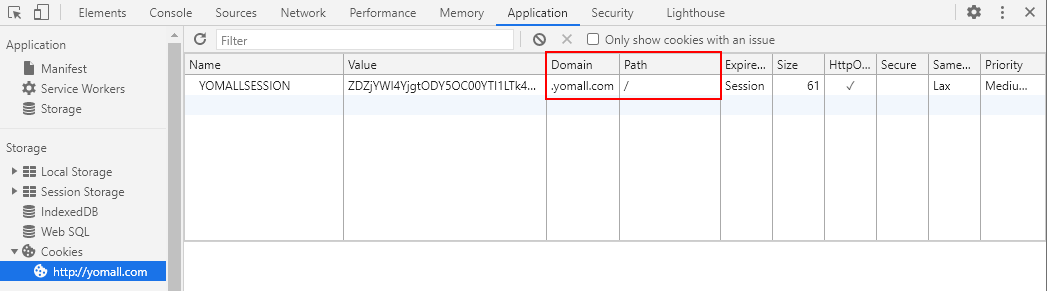 Elements Console Sources Network Performance Memory Application Security Lighthouse
Application
Manifest
Service Workers
Storage
Storage
Local Storage
Session Storage
IndexedDB
Web SQL
Cookies
http://yomall.com
Filter
Only show cookies with an issue
Name Value Domain Path Expire... Size HttpO... Secure Same... Priority
YOMALLSESSION ZDZjYWI4YjgtODY5OC00YTI1LTk4... .yomall.com / Session 61 ✓ Lax Mediu...